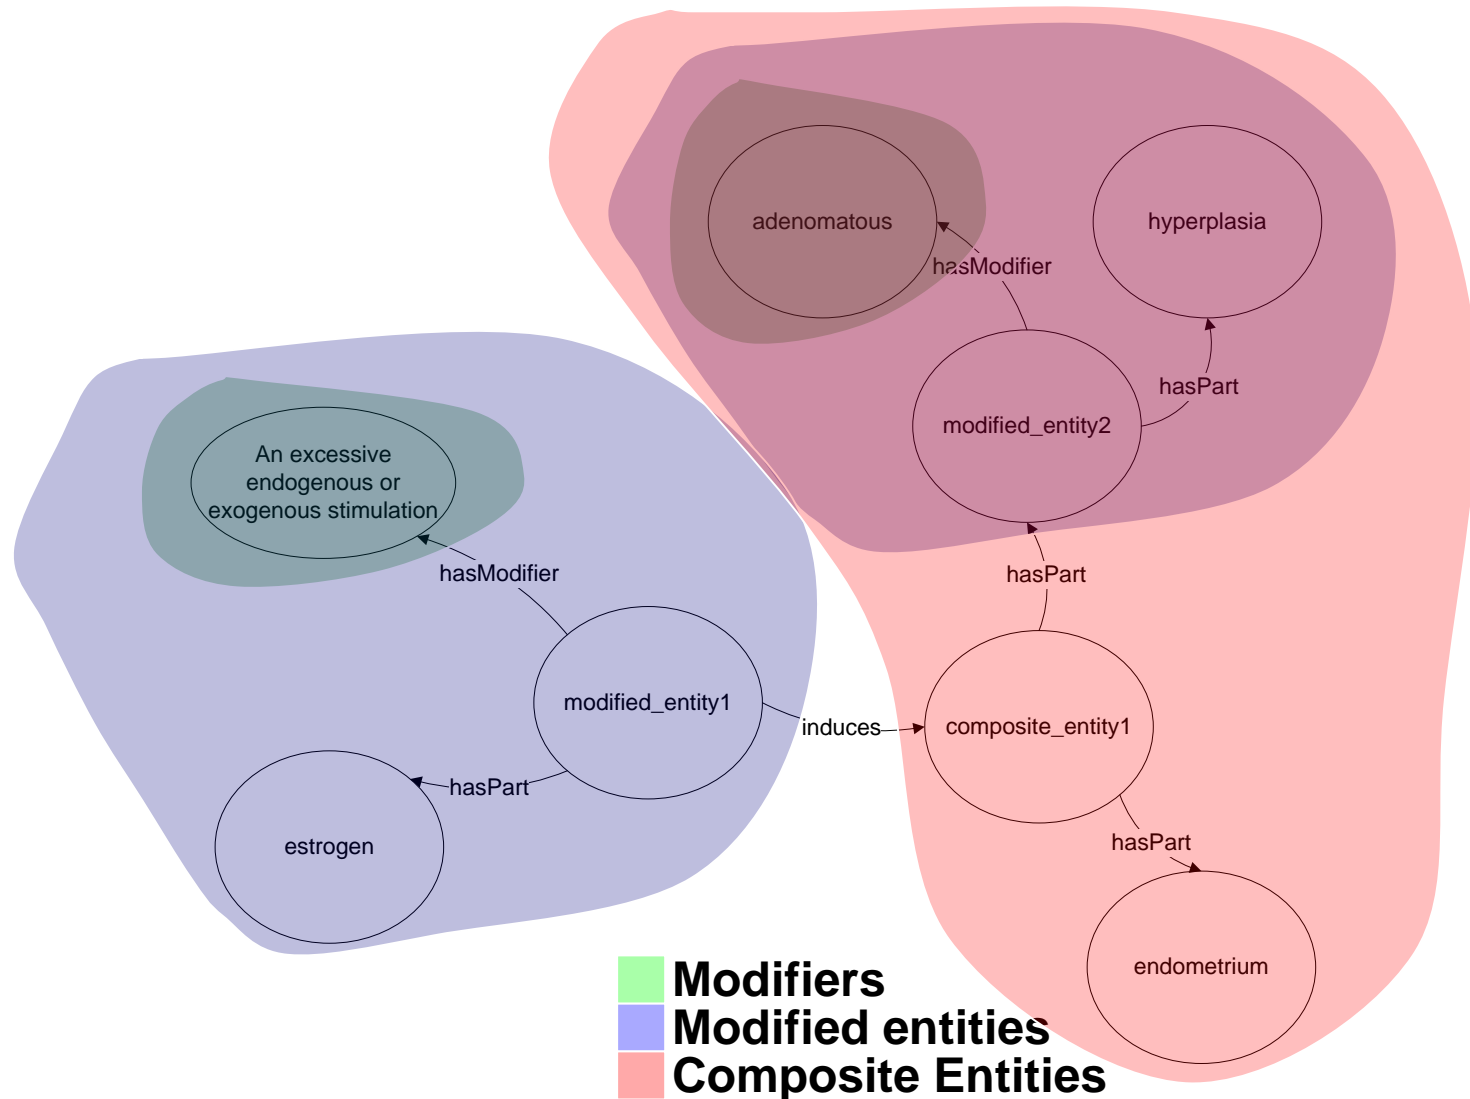 adenomatous
hyperplasia
hasModifier
hasPart
modified_entity2
An excessive
endogenous or
exogenous stimulation
hasModifier
hasPart
modified_entity1
induces
composite_entity1
hasPart
estrogen
hasPart
endometrium
Modifiers
Modified entities
Composite Entities